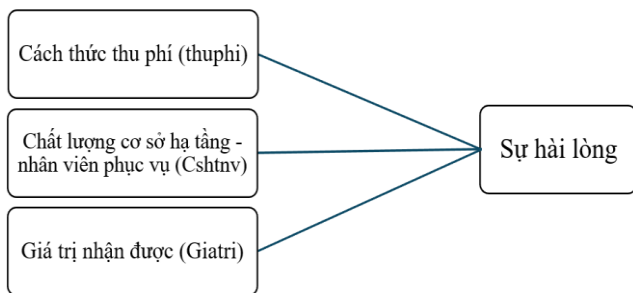 Cách thức thu phí (thuphi)
Chất lượng cơ sở hạ tầng -
nhân viên phục vụ (Cshtnv)
Giá trị nhận được (Giatri)
Sự hài lòng